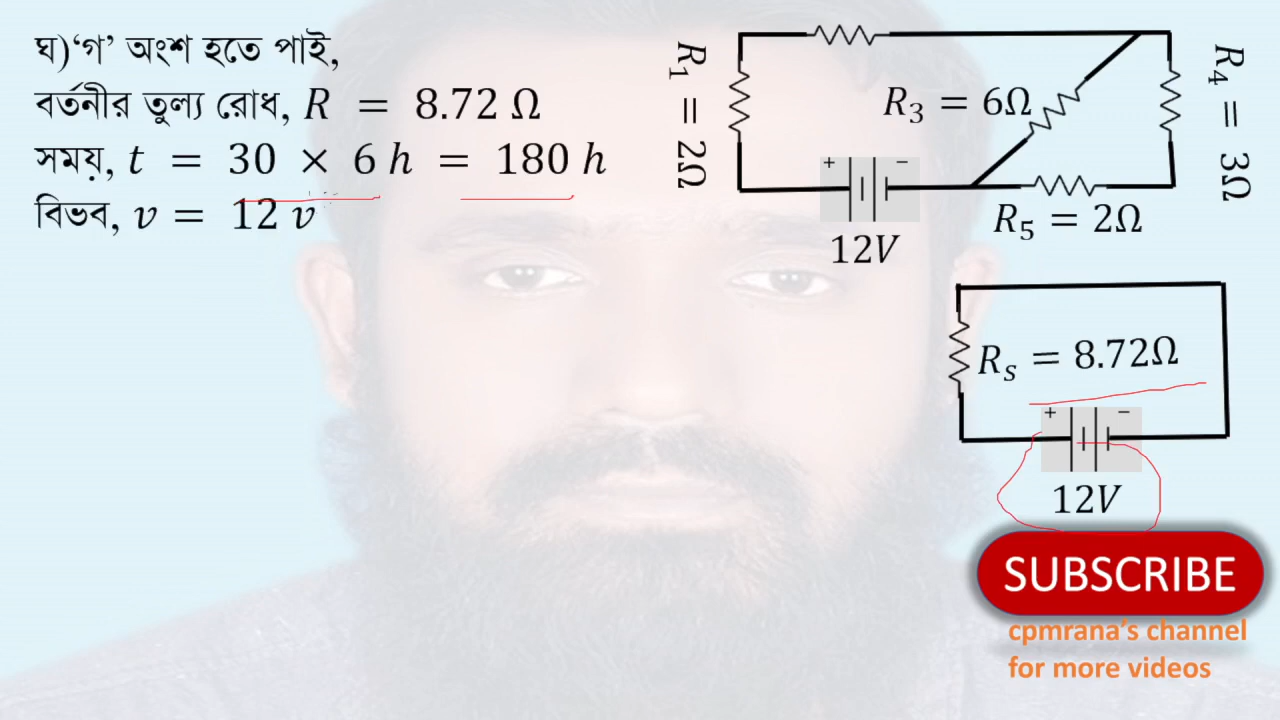 ঘ)‘গ’ অংশ হতে পাই,
বর্তনীর তুল্য রোধ, R = 8.72 Ω
সময়, t = 30 × 6 h = 180 h
বিভব, v = 12 v
R₁ = 2Ω
R₃ = 6Ω
R₄ = 3Ω
+ −
12V
R₅ = 2Ω
Rₛ = 8.72Ω
+ −
12V
SUBSCRIBE
cpmrana’s channel
for more videos